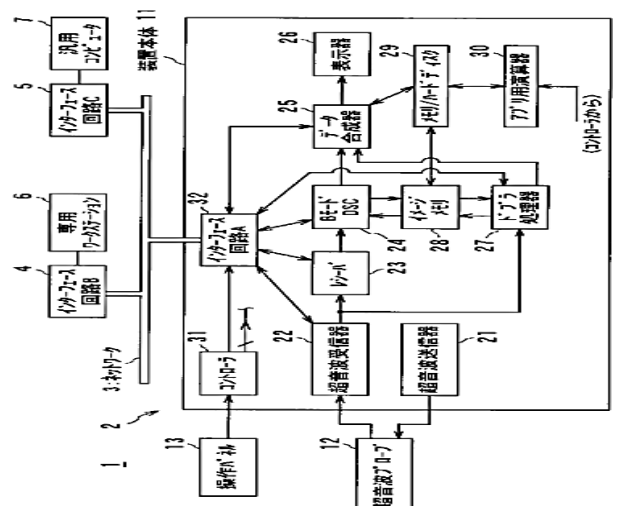 1
2
3:ネットワーク
4
インターフェース
回路B
6
専用
ワークステーション
5
インターフェース
回路C
7
汎用
コンピュータ
装置本体
11
13
操作パネル
31
コントローラ
32
インターフェース
回路A
25
データ
合成器
26
表示器
12
超音波プローブ
22
超音波受信器
23
レシーバ
24
Bモード
DSC
28
イメージ
メモリ
29
メモリ/ハードディスク
21
超音波送信器
27
ドプラ
処理器
30
アプリ用演算器
(コントローラから)